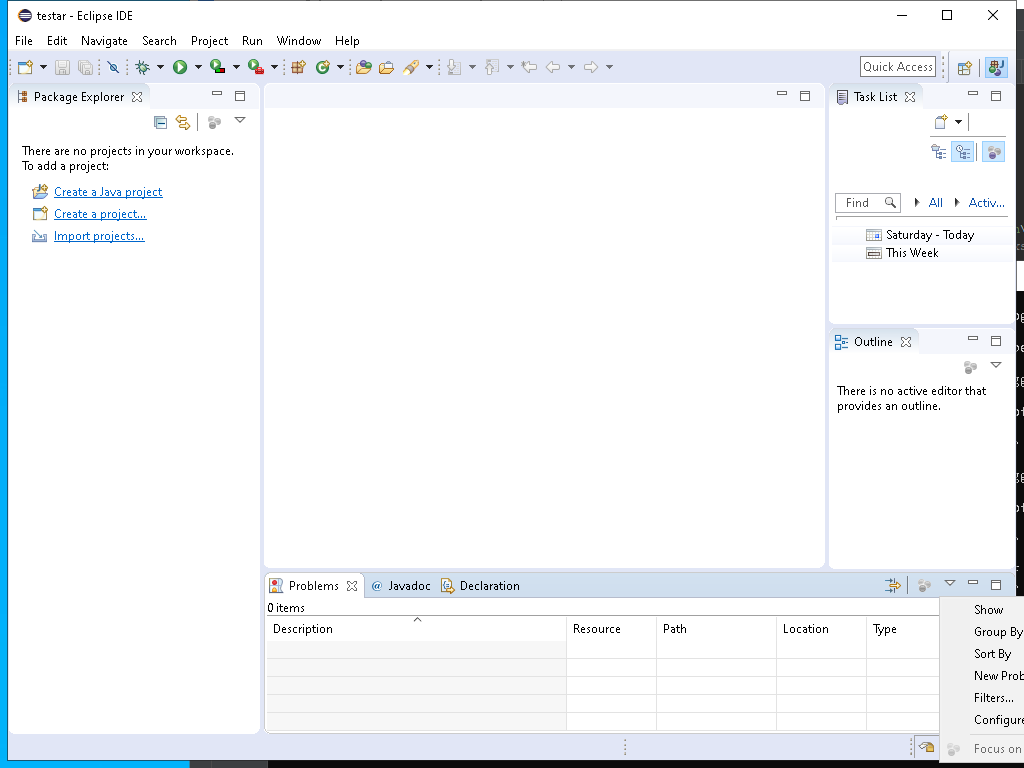 testar - Eclipse IDE
File Edit Navigate Search Project Run Window Help
Quick Access
Package Explorer
There are no projects in your workspace.
To add a project:
Create a Java project
Create a project...
Import projects...
Task List
Find All Activ...
Saturday - Today
This Week
Outline
There is no active editor that
provides an outline.
Problems @ Javadoc Declaration
0 items
Description Resource Path Location Type
Show
Group By
Sort By
New Prob
Filters...
Configure
Focus on